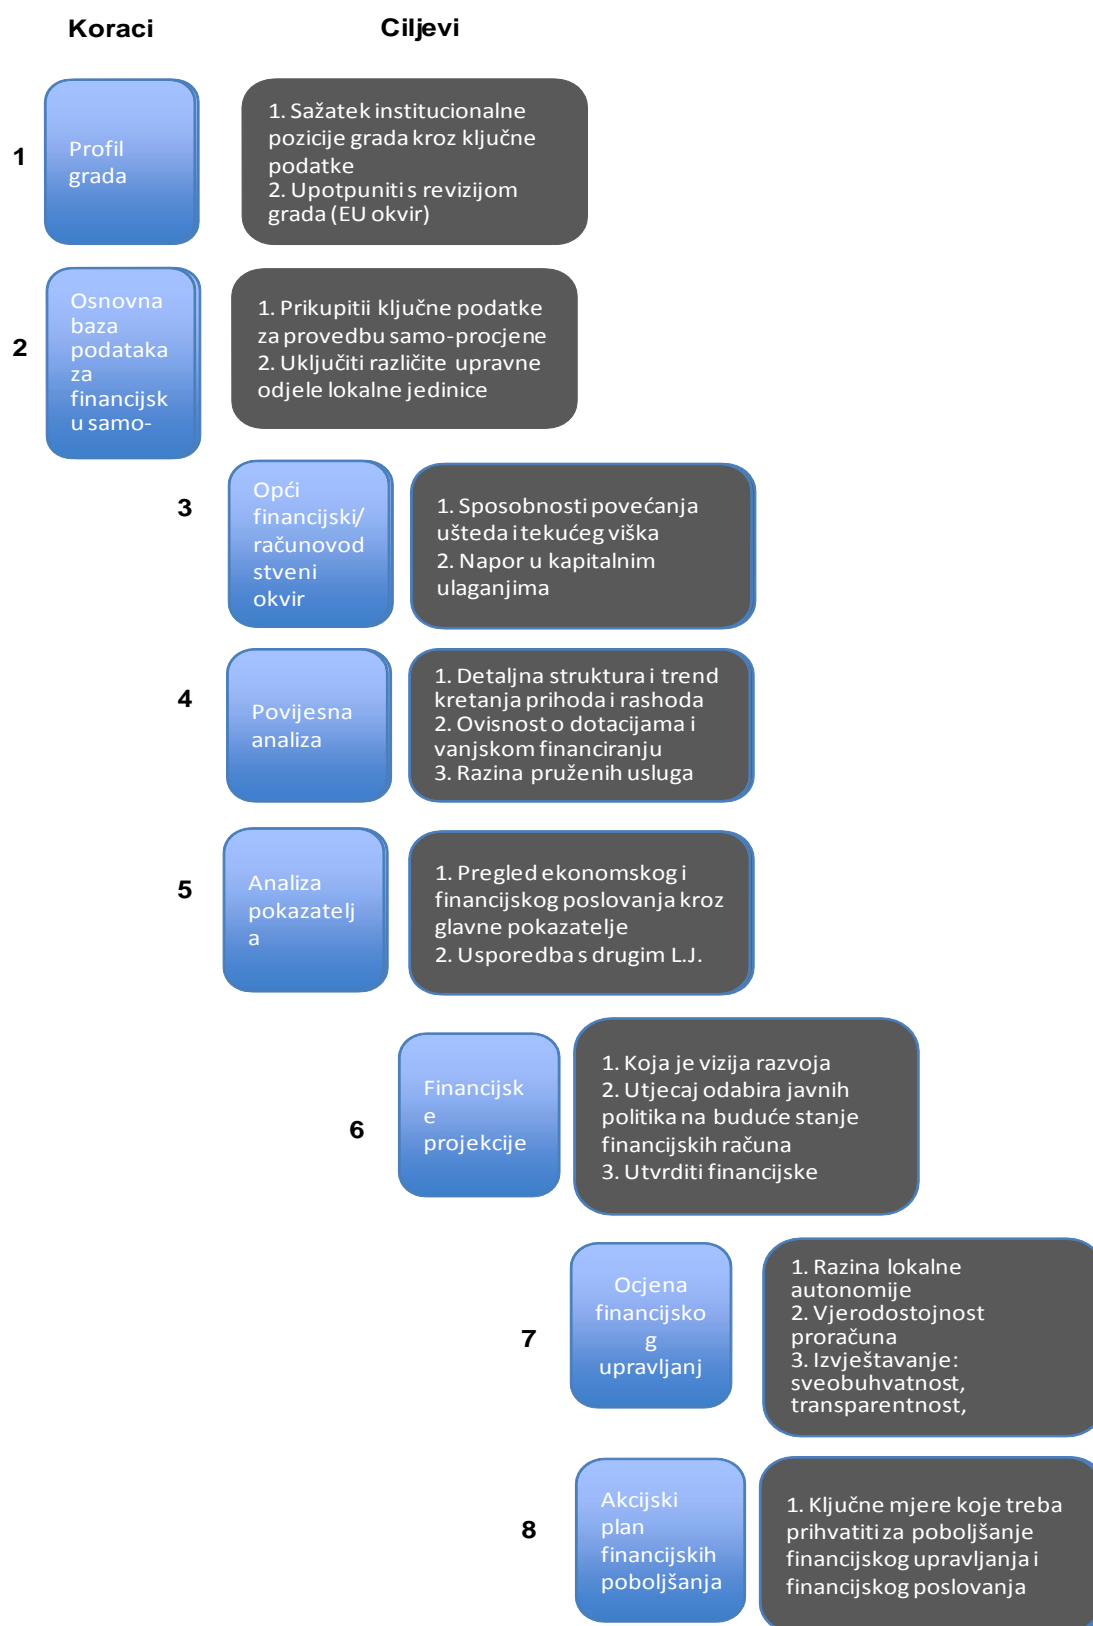 Koraci
Ciljevi
1
Profil
grada
1. Sažatek institucionalne
pozicije grada kroz ključne
podatke
2. Upotpuniti s revizijom
grada (EU okvir)
2
Osnovna
baza
podataka
za
financijsk
u samo-
1. Prikupitii ključne podatke
za provedbu samo-procjene
2. Uključiti različite upravne
odjele lokalne jedinice
3
Opći
financijski/
računovod
stveni
okvir
1. Sposobnosti povećanja
ušteda i tekućeg viška
2. Napor u kapitalnim
ulaganjima
4
Povijesna
analiza
1. Detaljna struktura i trend
kretanja prihoda i rashoda
2. Ovisnost o dotacijama i
vanjskom financiranju
3. Razina pruženih usluga
5
Analiza
pokazatelj
a
1. Pregled ekonomskog i
financijskog poslovanja kroz
glavne pokazatelje
2. Usporedba s drugim L.J.
6
Financijsk
e
projekcije
1. Koja je vizija razvoja
2. Utjecaj odabira javnih
politika na buduće stanje
financijskih računa
3. Utvrditi financijske
7
Ocjena
financijsko
g
upravljanj
1. Razina lokalne
autonomije
2. Vjerodostojnost
proračuna
3. Izvještavanje:
sveobuhvatnost,
transparentnost,
8
Akcijski
plan
financijskih
poboljšanja
1. Ključne mjere koje treba
prihvatiti za poboljšanje
financijskog upravljanja i
financijskog poslovanja